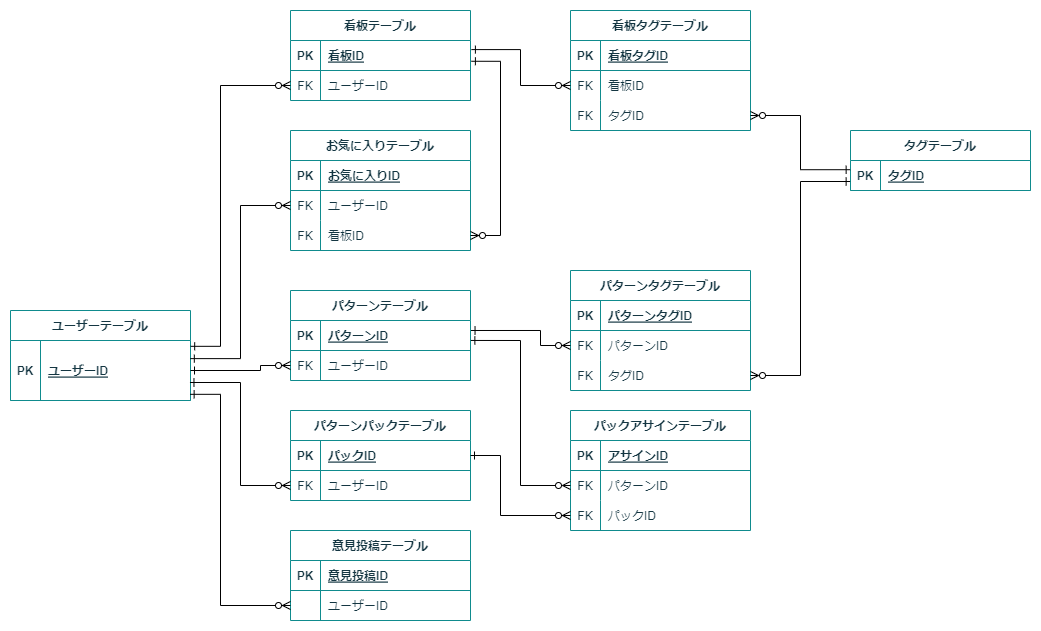 看板テーブル
PK 看板ID
FK ユーザーID
看板タグテーブル
PK 看板タグID
FK 看板ID
FK タグID
お気に入りテーブル
PK お気に入りID
FK ユーザーID
FK 看板ID
タグテーブル
PK タグID
ユーザーテーブル
PK ユーザーID
パターンテーブル
PK パターンID
FK ユーザーID
パターンタグテーブル
PK パターンタグID
FK パターンID
FK タグID
パターンパックテーブル
PK パックID
FK ユーザーID
パックアサインテーブル
PK アサインID
FK パターンID
FK パックID
意見投稿テーブル
PK 意見投稿ID
ユーザーID